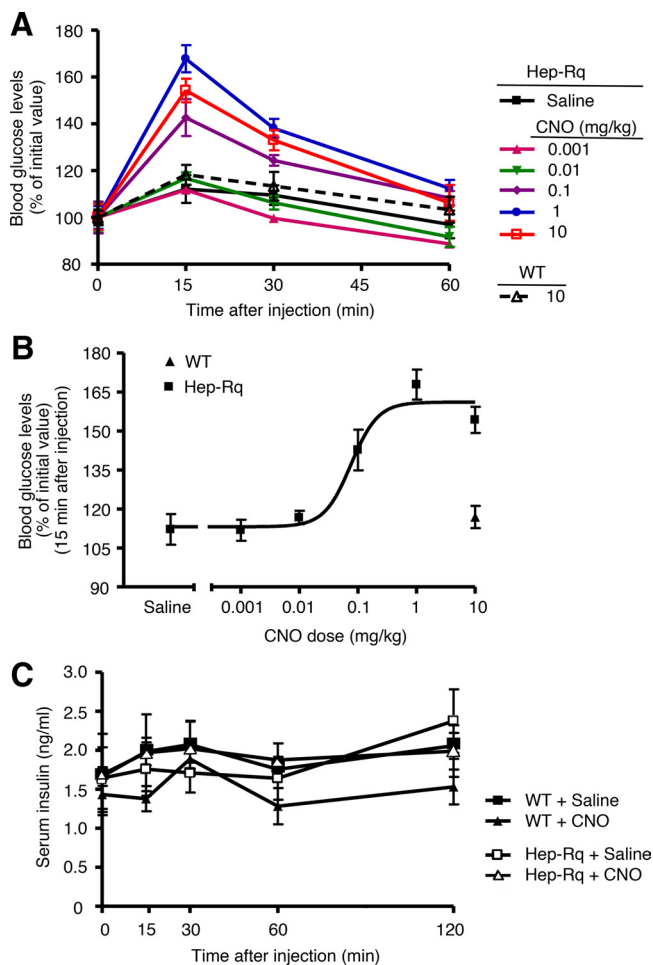 A
Blood glucose levels
(% of initial value)
180
160
140
120
100
80
0
15
30
45
60
Time after injection (min)
Hep-Rq
Saline
CNO (mg/kg)
0.001
0.01
0.1
1
10
WT
10
B
Blood glucose levels
(% of initial value)
(15 min after injection)
180
165
150
135
120
105
90
WT
Hep-Rq
Saline
0.001
0.01
0.1
1
10
CNO dose (mg/kg)
C
Serum insulin (ng/ml)
3.0
2.5
2.0
1.5
1.0
0.5
0
0
15
30
60
120
Time after injection (min)
WT + Saline
WT + CNO
Hep-Rq + Saline
Hep-Rq + CNO